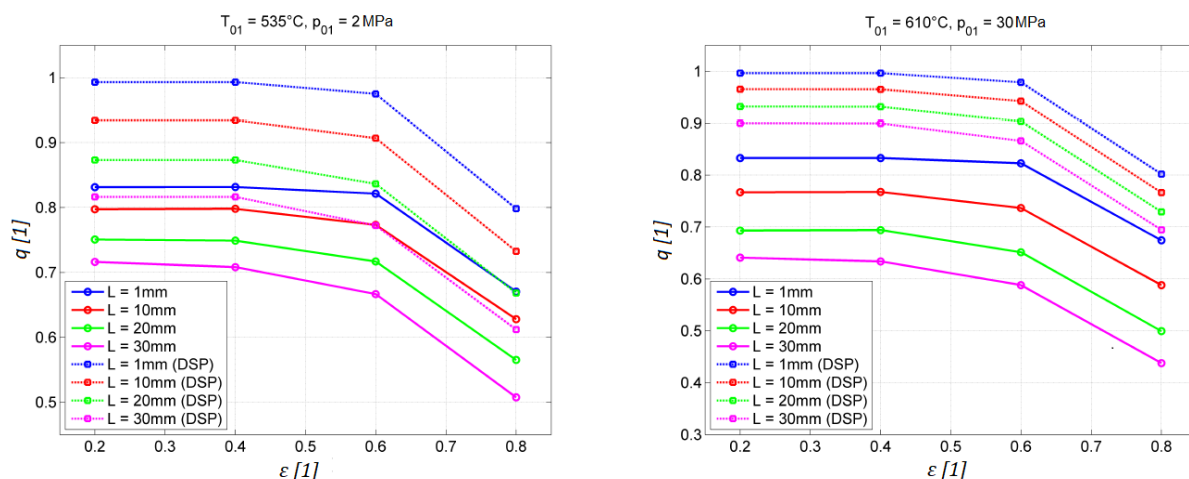 T01 = 535°C, p01 = 2 MPa
q [1]
1
0.9
0.8
0.7
0.6
0.5
L = 1mm
L = 10mm
L = 20mm
L = 30mm
L = 1mm (DSP)
L = 10mm (DSP)
L = 20mm (DSP)
L = 30mm (DSP)
0.2 0.3 0.4 0.5 0.6 0.7 0.8
ε [1]
T01 = 610°C, p01 = 30 MPa
q [1]
1
0.9
0.8
0.7
0.6
0.5
0.4
0.3
L = 1mm
L = 10mm
L = 20mm
L = 30mm
L = 1mm (DSP)
L = 10mm (DSP)
L = 20mm (DSP)
L = 30mm (DSP)
0.2 0.3 0.4 0.5 0.6 0.7 0.8
ε [1]